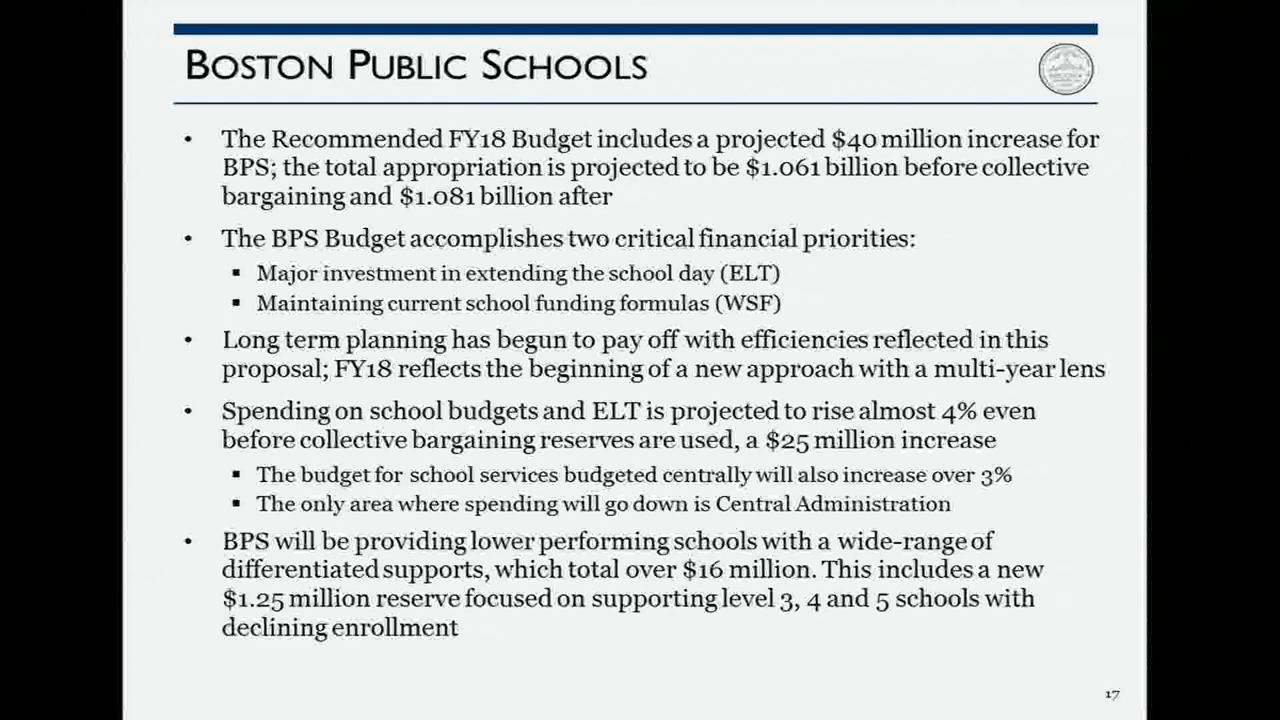 BOSTON PUBLIC SCHOOLS
• The Recommended FY18 Budget includes a projected $40 million increase for
BPS; the total appropriation is projected to be $1.061 billion before collective
bargaining and $1.081 billion after
• The BPS Budget accomplishes two critical financial priorities:
▪ Major investment in extending the school day (ELT)
▪ Maintaining current school funding formulas (WSF)
• Long term planning has begun to pay off with efficiencies reflected in this
proposal; FY18 reflects the beginning of a new approach with a multi-year lens
• Spending on school budgets and ELT is projected to rise almost 4% even
before collective bargaining reserves are used, a $25 million increase
▪ The budget for school services budgeted centrally will also increase over 3%
▪ The only area where spending will go down is Central Administration
• BPS will be providing lower performing schools with a wide-range of
differentiated supports, which total over $16 million. This includes a new
$1.25 million reserve focused on supporting level 3, 4 and 5 schools with
declining enrollment
17